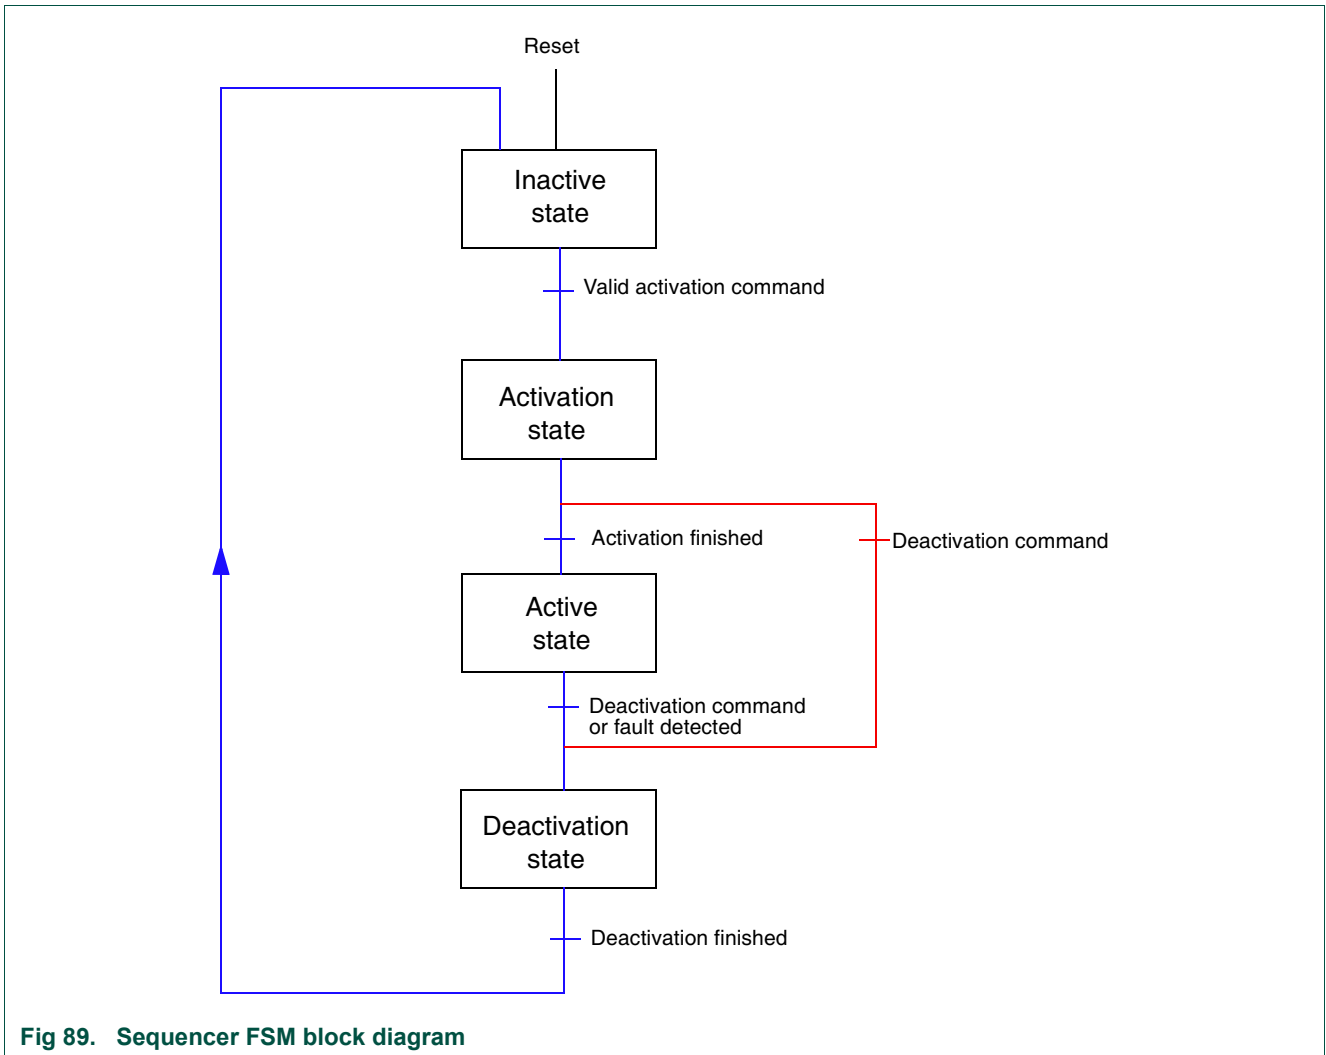 Reset
Inactive
state
Valid activation command
Activation
state
Activation finished
Deactivation command
Active
state
Deactivation command
or fault detected
Deactivation
state
Deactivation finished
Fig 89. Sequencer FSM block diagram